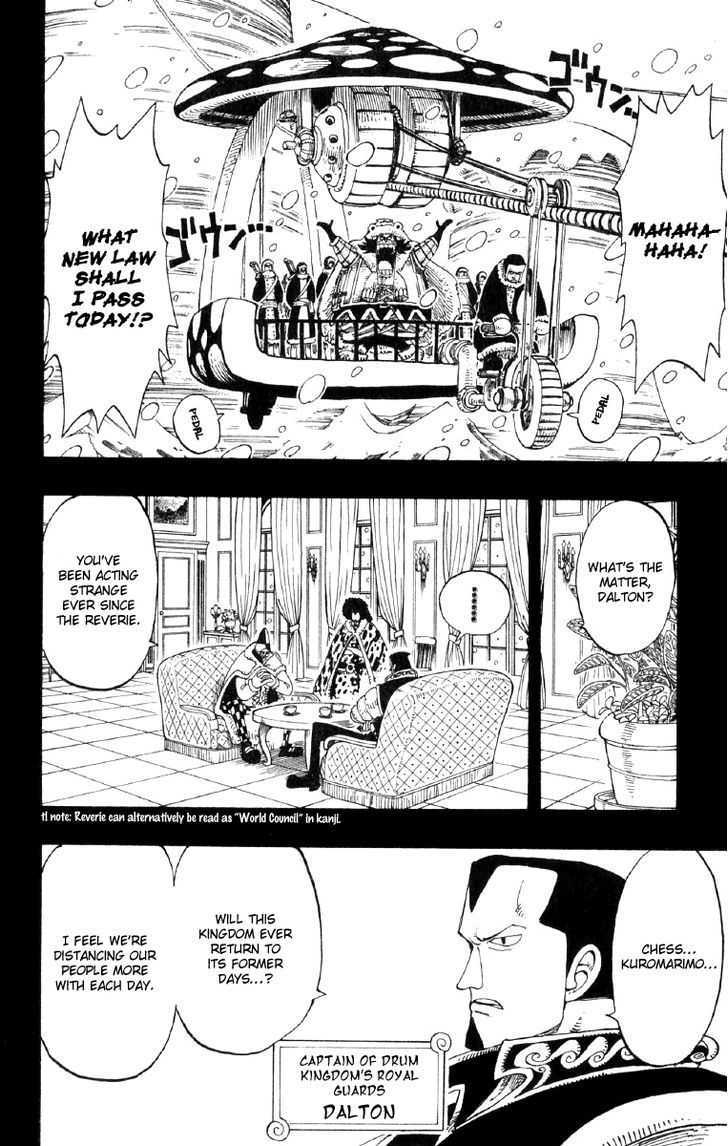 MAHAHA-
HAHA!
ゴウン…
WHAT
NEW LAW
SHALL
I PASS
TODAY!?
ゴウン…
PEDAL
PEDAL
WHAT'S THE
MATTER,
DALTON?
YOU'VE
BEEN ACTING
STRANGE
EVER SINCE
THE REVERIE.
tl note: Reverie can alternatively be read as "World Council" in kanji.
CHESS...
KUROMARIMO...
WILL THIS
KINGDOM EVER
RETURN TO
ITS FORMER
DAYS...?
I FEEL WE'RE
DISTANCING OUR
PEOPLE MORE
WITH EACH DAY.
CAPTAIN OF DRUM
KINGDOM'S ROYAL
GUARDS
DALTON